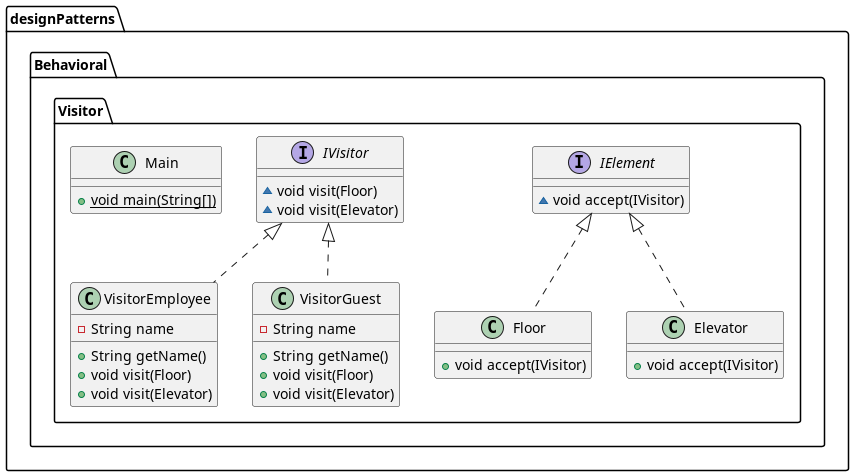 designPatterns
Behavioral
Visitor
C Main
void main(String[])
I IVisitor
void visit(Floor)
void visit(Elevator)
I IElement
void accept(IVisitor)
C VisitorEmployee
String name
String getName()
void visit(Floor)
void visit(Elevator)
C VisitorGuest
String name
String getName()
void visit(Floor)
void visit(Elevator)
C Floor
void accept(IVisitor)
C Elevator
void accept(IVisitor)